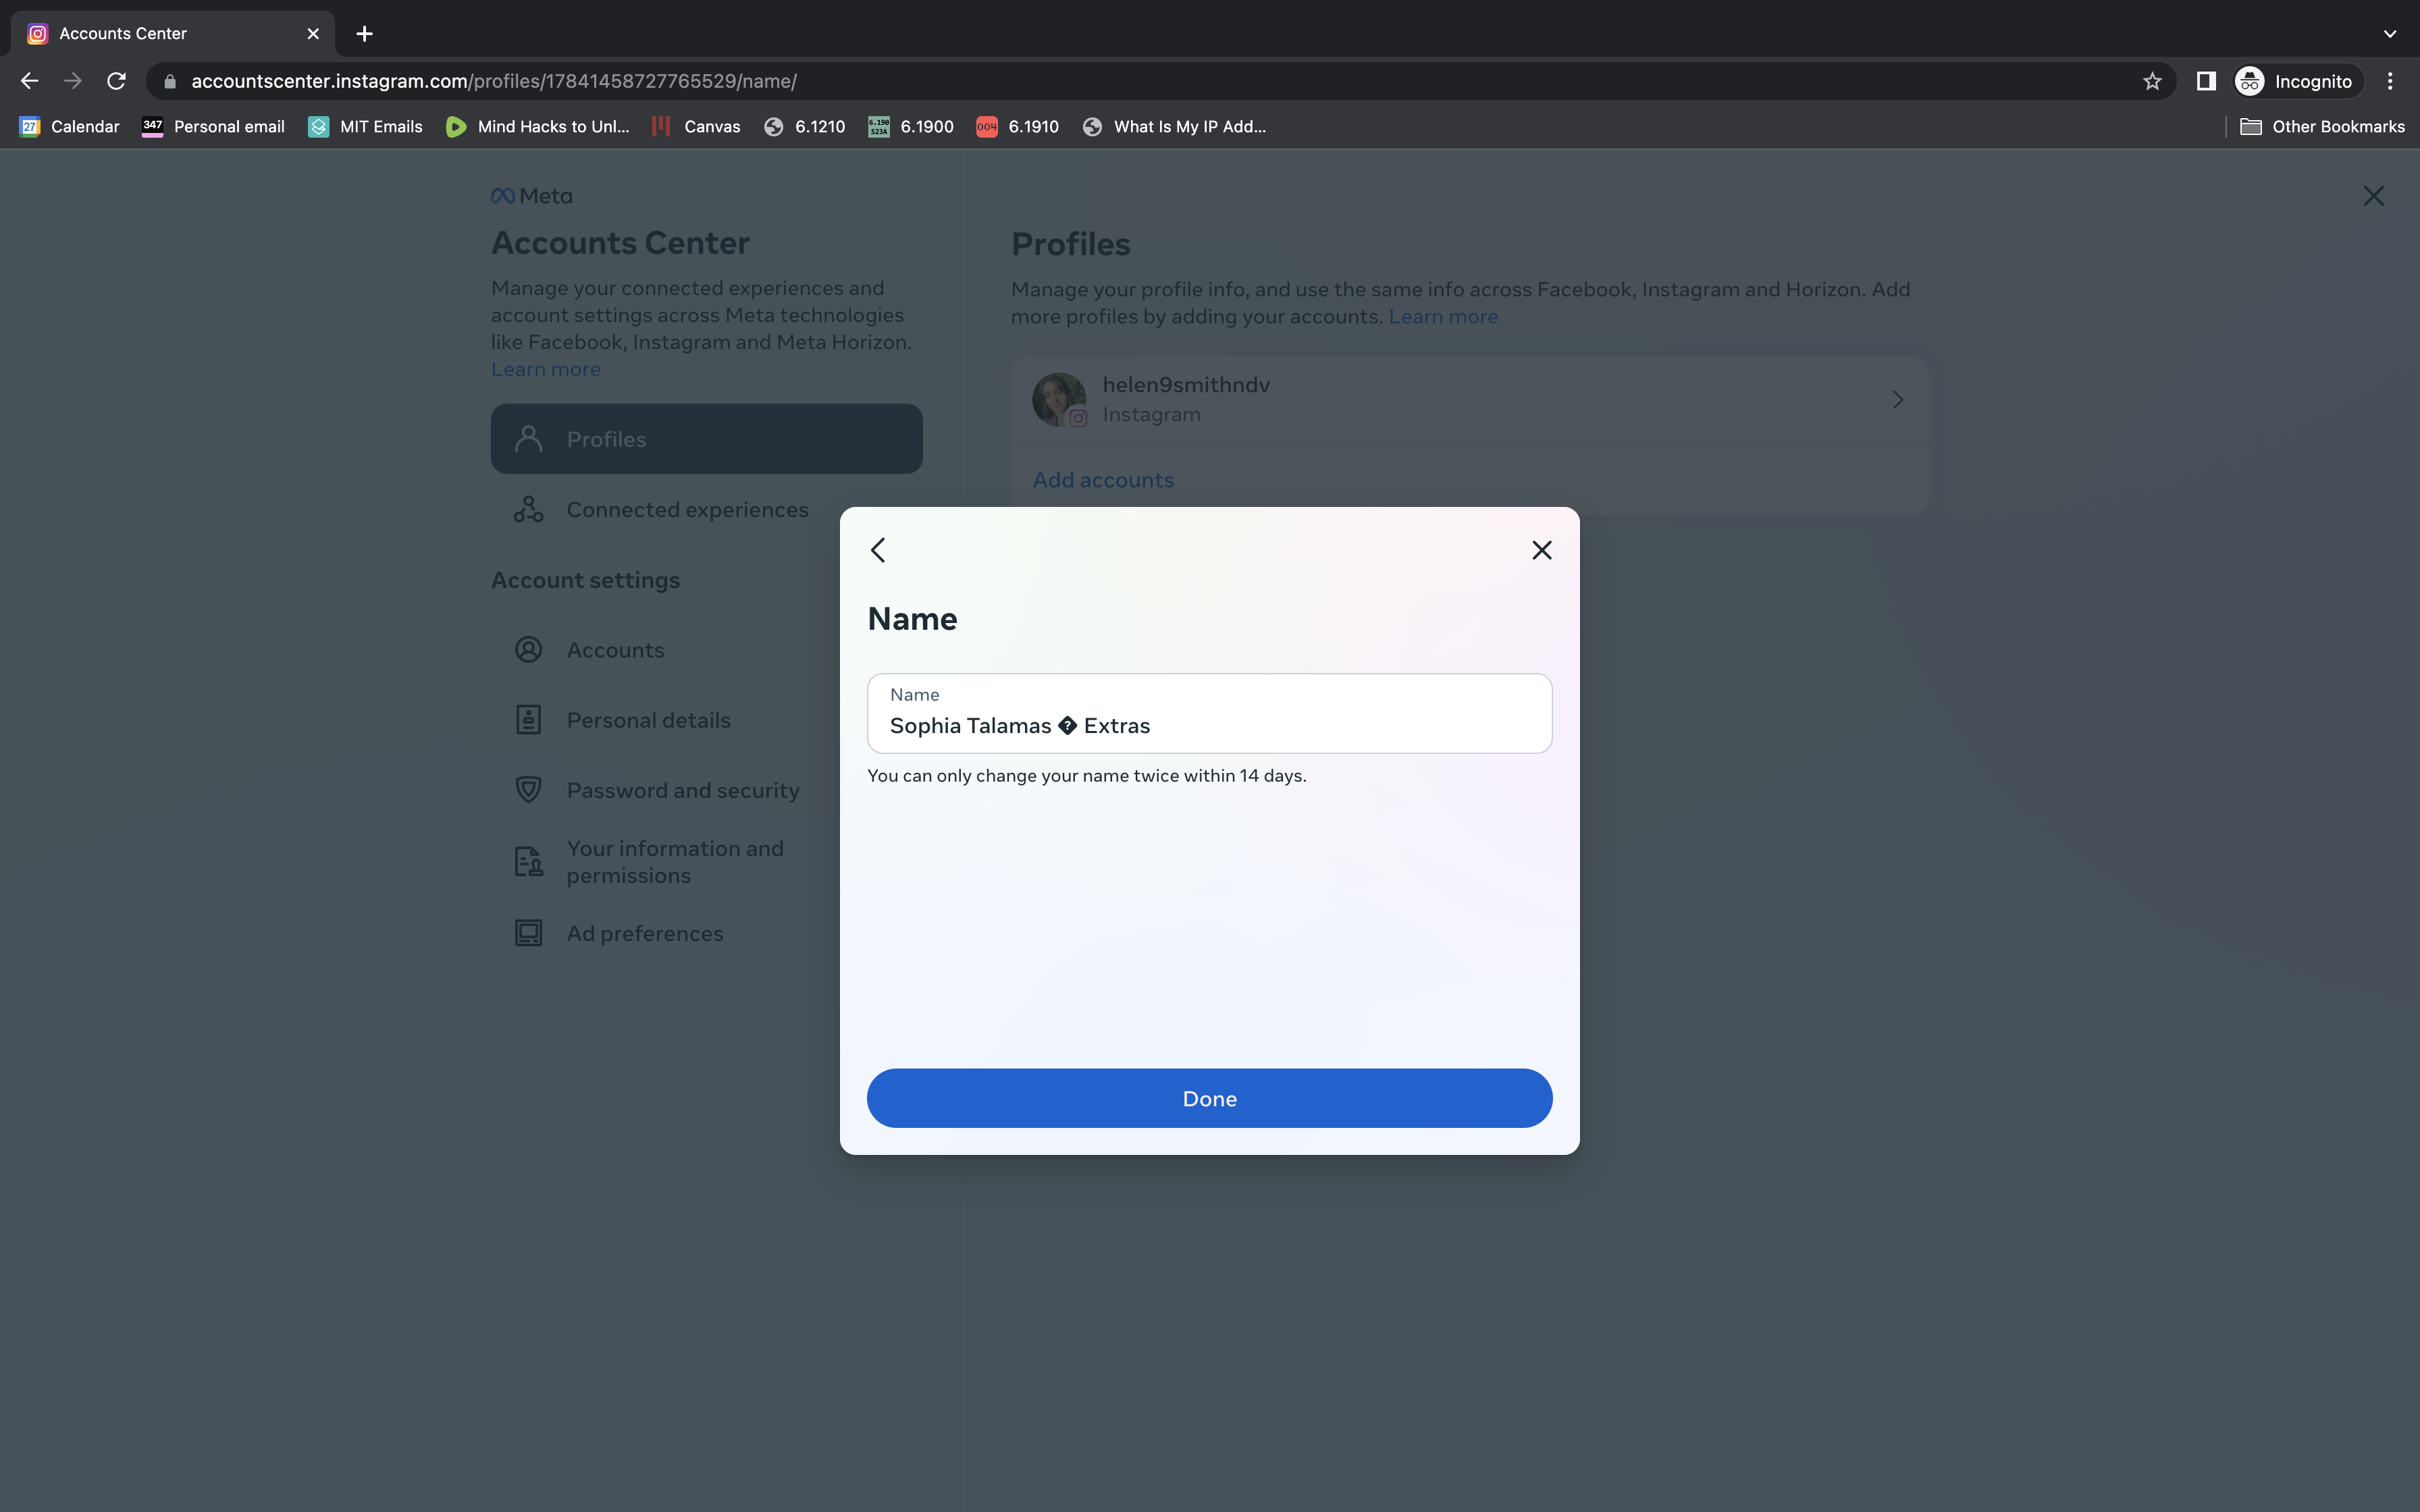 Accounts Center
accountscenter.instagram.com/profiles/17841458727765529/name/
Incognito
27 Calendar
347 Personal email
MIT Emails
Mind Hacks to Unl...
Canvas
6.1210
6.190 S23A 6.1900
004 6.1910
What Is My IP Add...
Other Bookmarks
Meta
Accounts Center
Manage your connected experiences and
account settings across Meta technologies
like Facebook, Instagram and Meta Horizon.
Learn more
Profiles
Connected experiences
Account settings
Accounts
Personal details
Password and security
Your information and
permissions
Ad preferences
Profiles
Manage your profile info, and use the same info across Facebook, Instagram and Horizon. Add
more profiles by adding your accounts. Learn more
helen9smithndv
Instagram
Add accounts
Name
Name
Sophia Talamas � Extras
You can only change your name twice within 14 days.
Done